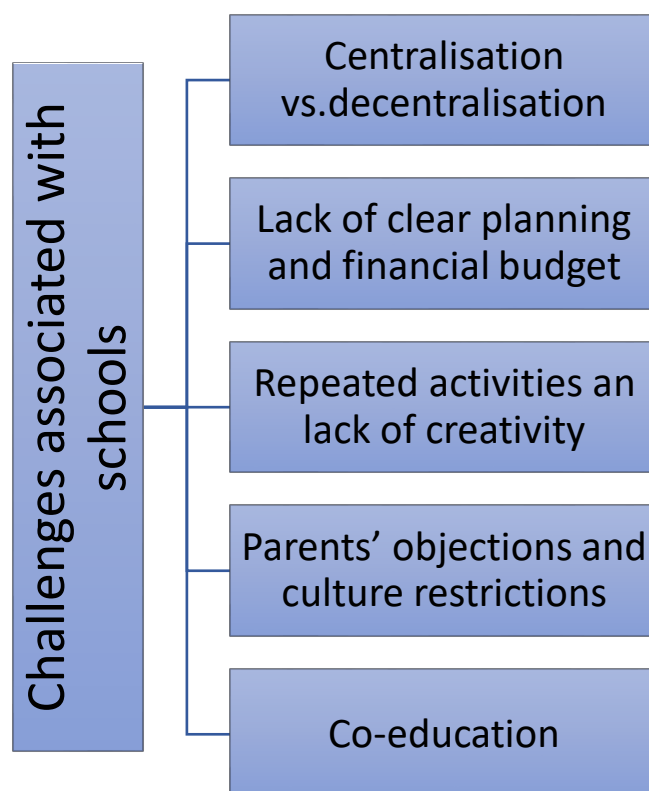 Challenges associated with
schools
Centralisation
vs.decentralisation
Lack of clear planning
and financial budget
Repeated activities an
lack of creativity
Parents’ objections and
culture restrictions
Co-education